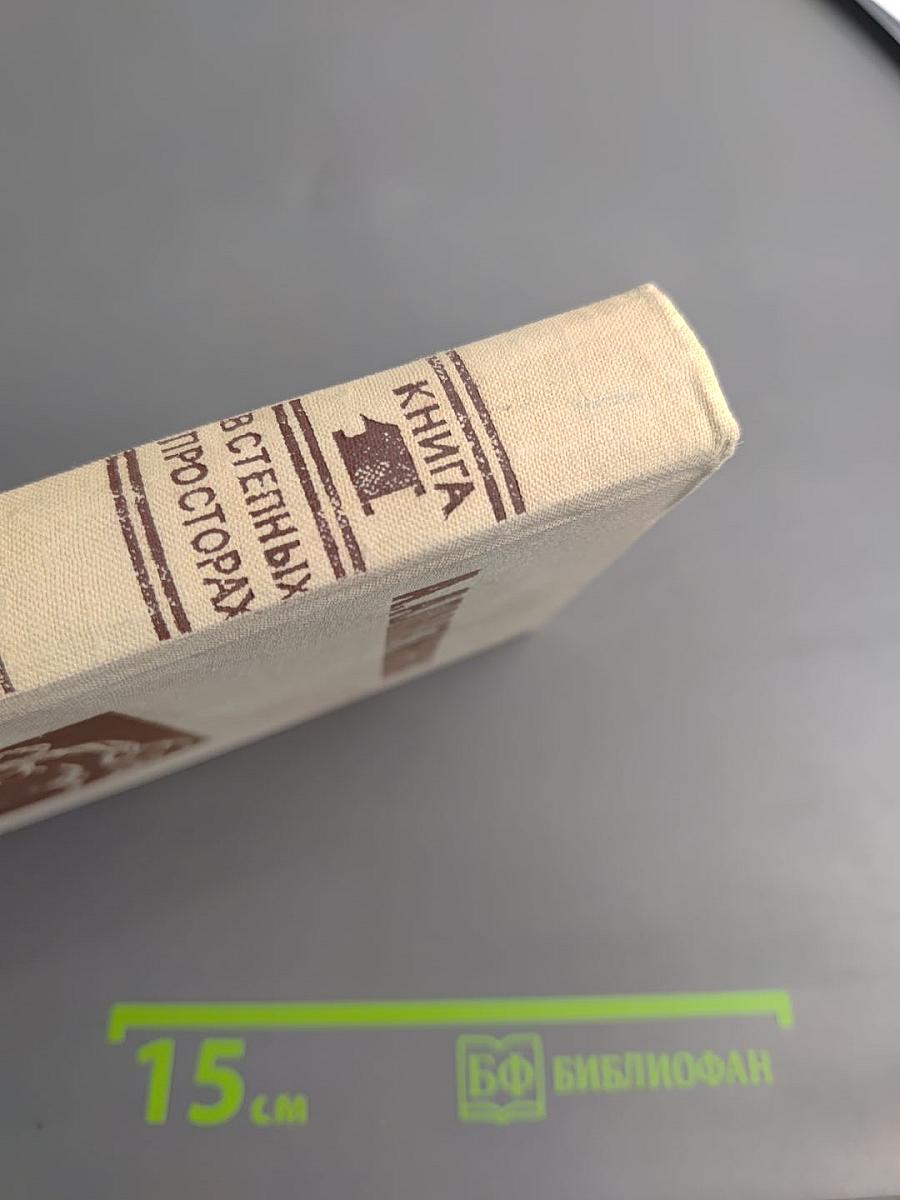 КНИГА
1
В СТЕПНЫХ
ПРОСТОРАХ
15 см
БФ БИБЛИОФАН